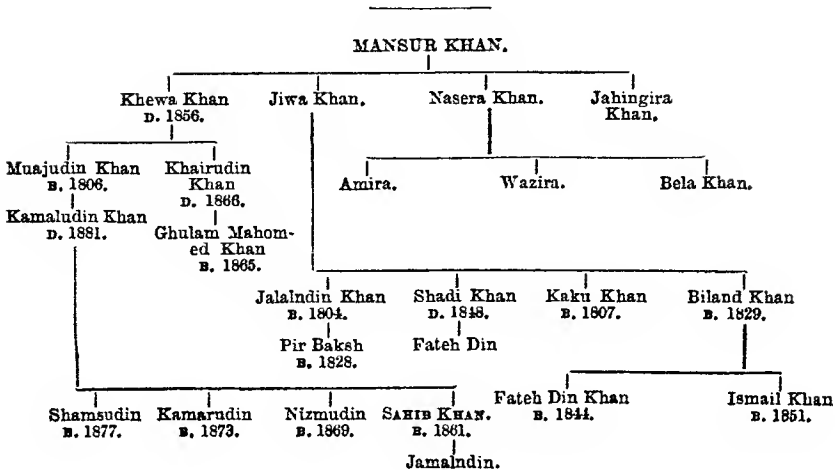 MANSUR KHAN.
Khewa Khan
D. 1856.
Jiwa Khan.
Nasera Khan.
Jahingira
Khan.
Muajudin Khan
B. 1806.
Khairudin
Khan
D. 1866.
Amira.
Wazira.
Bela Khan.
Kamaludin Khan
D. 1881.
Ghulam Mahom-
ed Khan
B. 1865.
Jalalndin Khan
B. 1804.
Shadi Khan
D. 1848.
Kaku Khan
B. 1807.
Biland Khan
B. 1829.
Pir Baksh
B. 1828.
Fateh Din
Shamsudin
B. 1877.
Kamarudin
B. 1873.
Nizmudin
B. 1869.
SAHIB KHAN.
B. 1861.
Fateh Din Khan
B. 1844.
Ismail Khan
B. 1851.
Jamalndin.